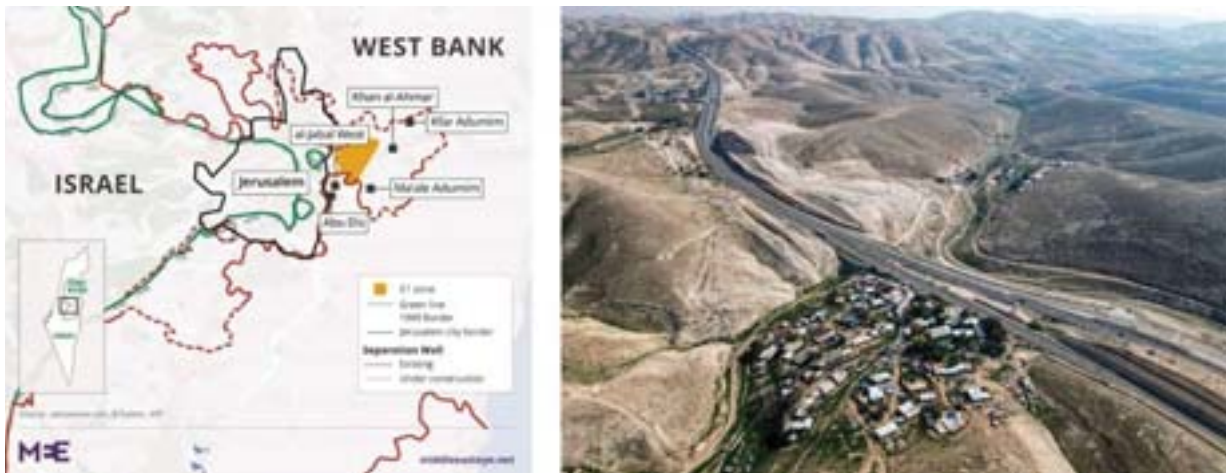 WEST BANK
Khan al-Ahmar
Kfar Adumim
al-Jabal West
ISRAEL
Jerusalem
Ma'ale Adumim
Abu Dis
E1 zone
Green line
1949 Border
Jerusalem city border
Separation Wall
Existing
Under construction
MEE
middleeasteye.net